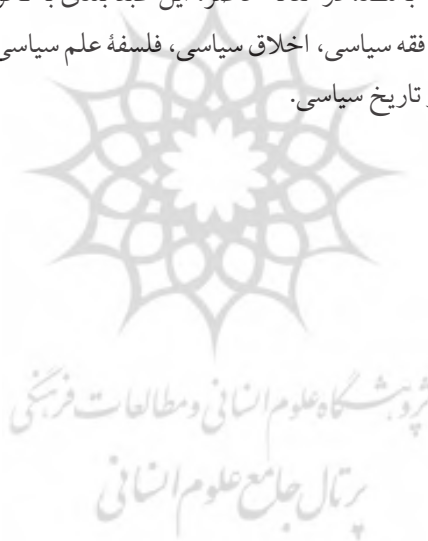 فقه سیاسی، اخلاق سیاسی، فلسفهٔ علم سیاسی
تاریخ سیاسی.
پژوهشگاه علوم انسانی و مطالعات فرهنگی
پرتال جامع علوم انسانی